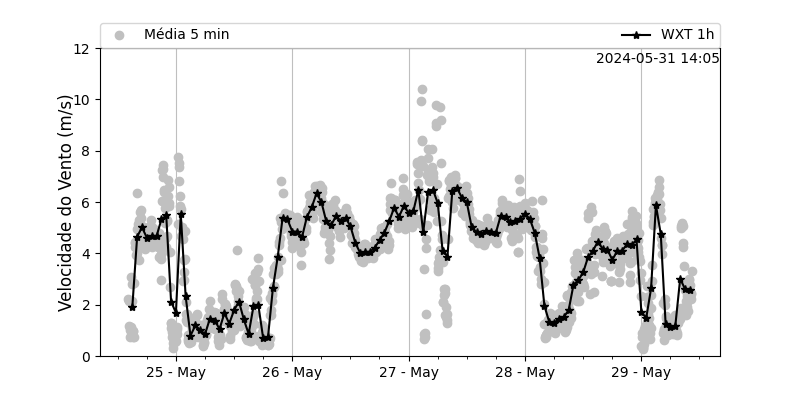 Média 5 min
WXT 1h
2024-05-31 14:05
Velocidade do Vento (m/s)
12
10
8
6
4
2
0
25 - May
26 - May
27 - May
28 - May
29 - May